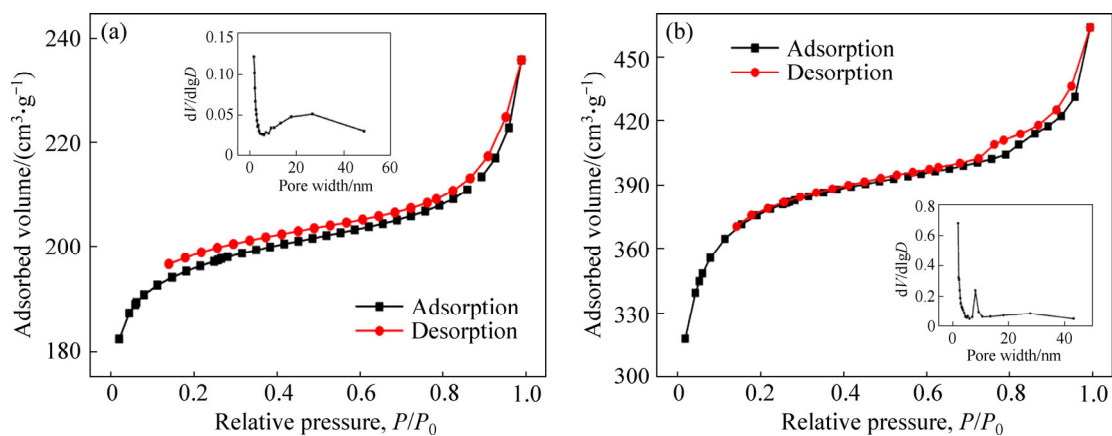 (a)
240
220
200
180
Adsorbed volume/(cm³·g⁻¹)
0.15
0.10
0.05
0
dV/dlgD
0 20 40 60
Pore width/nm
Adsorption
Desorption
0 0.2 0.4 0.6 0.8 1.0
Relative pressure, P/P₀
(b)
460
420
390
360
330
300
Adsorbed volume/(cm³·g⁻¹)
Adsorption
Desorption
0.8
0.6
0.4
0.2
0
dV/dlgD
0 20 40
Pore width/nm
0 0.2 0.4 0.6 0.8 1.0
Relative pressure, P/P₀